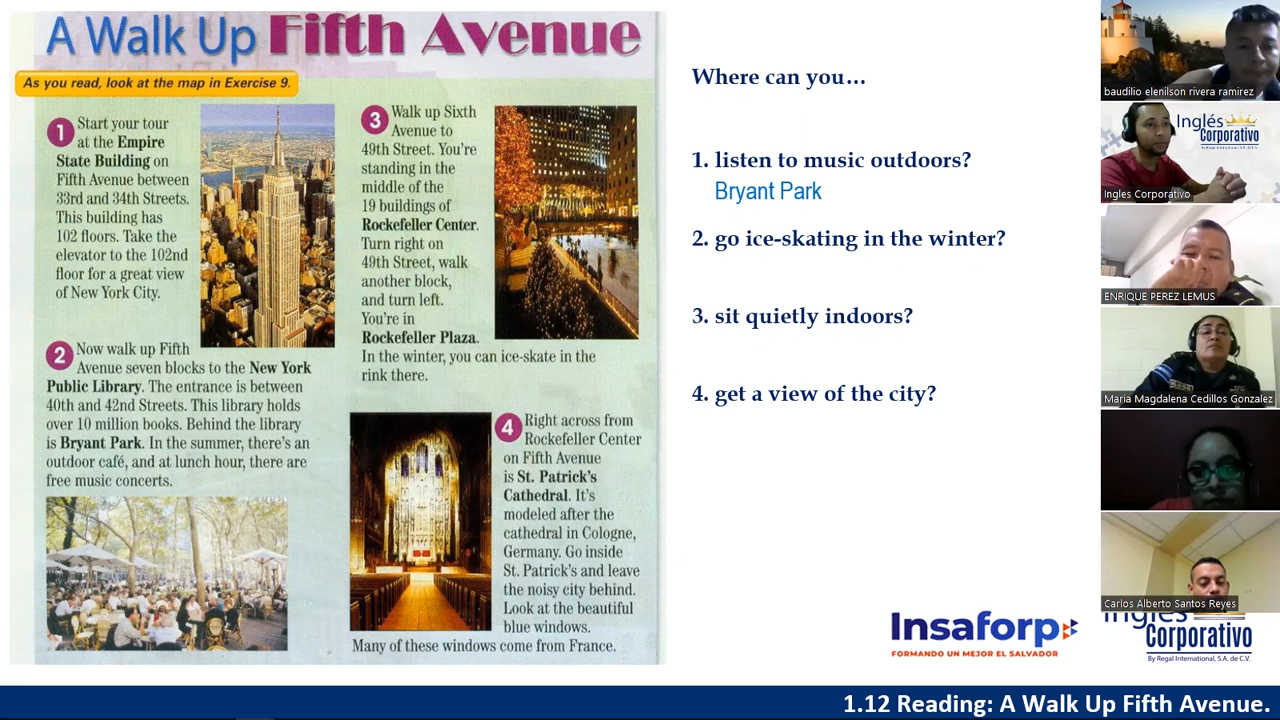 A Walk Up Fifth Avenue
As you read, look at the map in Exercise 9.
1 Start your tour
at the Empire
State Building on
Fifth Avenue between
33rd and 34th Streets.
This building has
102 floors. Take the
elevator to the 102nd
floor for a great view
of New York City.
2 Now walk up Fifth
Avenue seven blocks to the New York
Public Library. The entrance is between
40th and 42nd Streets. This library holds
over 10 million books. Behind the library
is Bryant Park. In the summer, there's an
outdoor café, and at lunch hour, there are
free music concerts.
3 Walk up Sixth
Avenue to
49th Street. You're
standing in the
middle of the
19 buildings of
Rockefeller Center.
Turn right on
49th Street, walk
another block,
and turn left.
You're in
Rockefeller Plaza.
In the winter, you can ice-skate in the
rink there.
4 Right across from
Rockefeller Center
on Fifth Avenue
is St. Patrick's
Cathedral. It's
modeled after the
cathedral in Cologne,
Germany. Go inside
St. Patrick's and leave
the noisy city behind.
Look at the beautiful
blue windows.
Many of these windows come from France.
Where can you…
1. listen to music outdoors?
Bryant Park
2. go ice-skating in the winter?
3. sit quietly indoors?
4. get a view of the city?
Insaforp
FORMANDO UN MEJOR EL SALVADOR
baudilio elenilson rivera ramirez
Inglés
Corporativo
By Regal International, S.A. de C.V.
Ingles Corporativo
ENRIQUE PEREZ LEMUS
Maria Magdalena Cedillos Gonzalez
Carlos Alberto Santos Reyes
Inglés
Corporativo
By Regal International, S.A. de C.V.
1.12 Reading: A Walk Up Fifth Avenue.